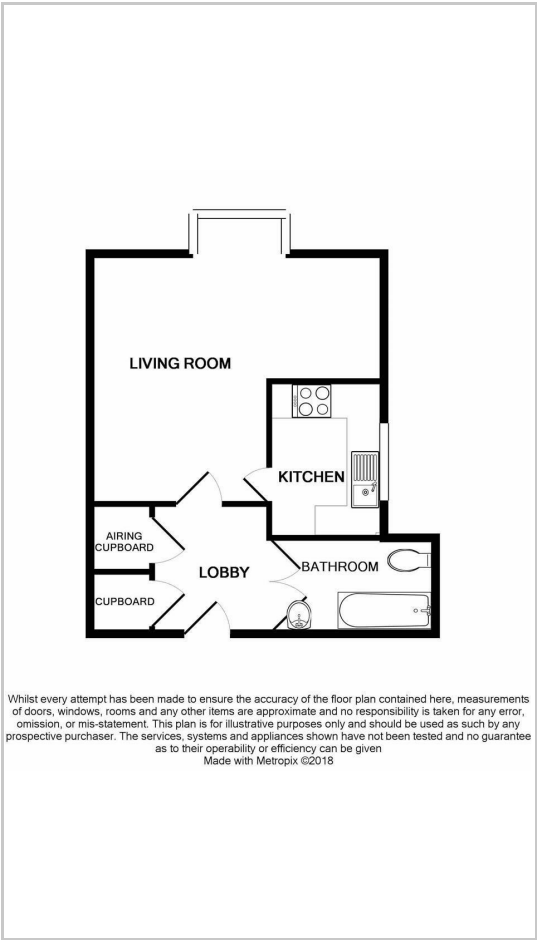 LIVING ROOM
KITCHEN
AIRING
CUPBOARD
BATHROOM
LOBBY
CUPBOARD
Whilst every attempt has been made to ensure the accuracy of the floor plan contained here, measurements
of doors, windows, rooms and any other items are approximate and no responsibility is taken for any error,
omission, or mis-statement. This plan is for illustrative purposes only and should be used as such by any
prospective purchaser. The services, systems and appliances shown have not been tested and no guarantee
as to their operability or efficiency can be given
Made with Metropix ©2018